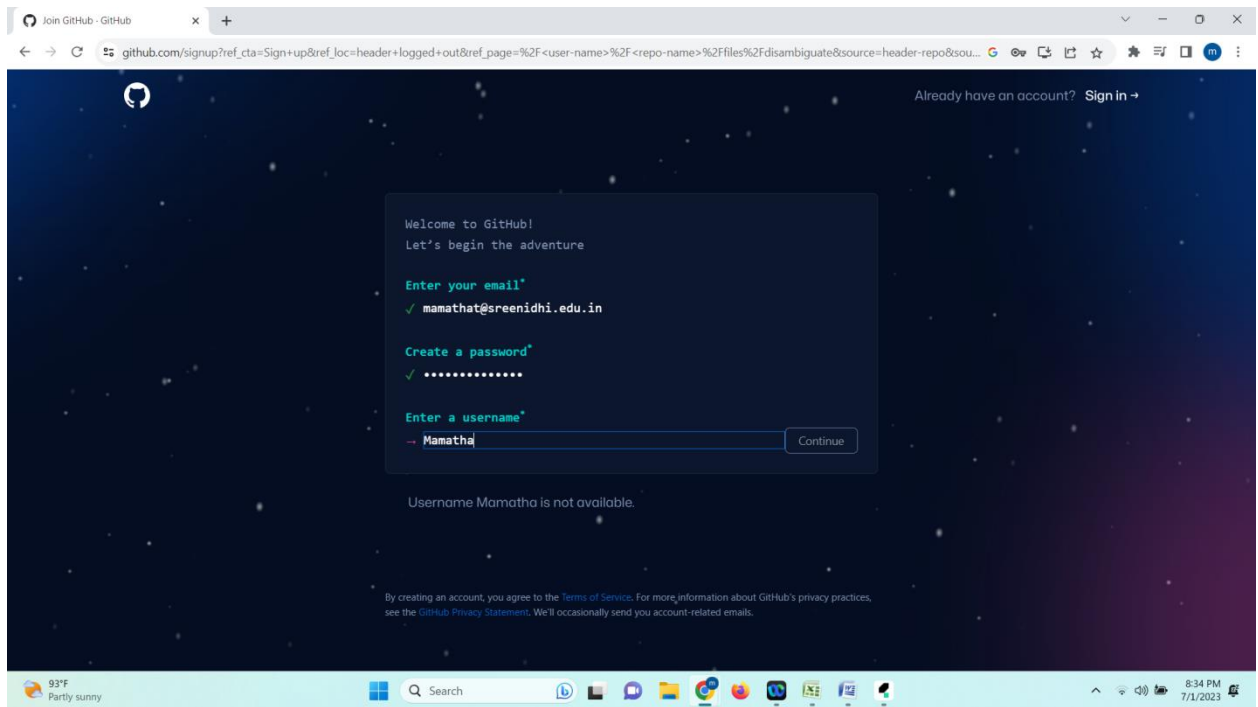 Join GitHub · GitHub
github.com/signup?ref_cta=Sign+up&ref_loc=header+logged+out&ref_page=%2F<user-name>%2F<repo-name>%2Ffiles%2Fdisambiguate&source=header-repo&sou...
m
Already have an account? Sign in →
Welcome to GitHub!
Let's begin the adventure
Enter your email*
✓ mamathat@sreenidhi.edu.in
Create a password*
✓ ••••••••••••••
Enter a username*
→ Mamatha
Continue
Username Mamatha is not available.
By creating an account, you agree to the Terms of Service. For more information about GitHub's privacy practices,
see the GitHub Privacy Statement. We'll occasionally send you account-related emails.
93°F
Partly sunny
Search
8:34 PM
7/1/2023